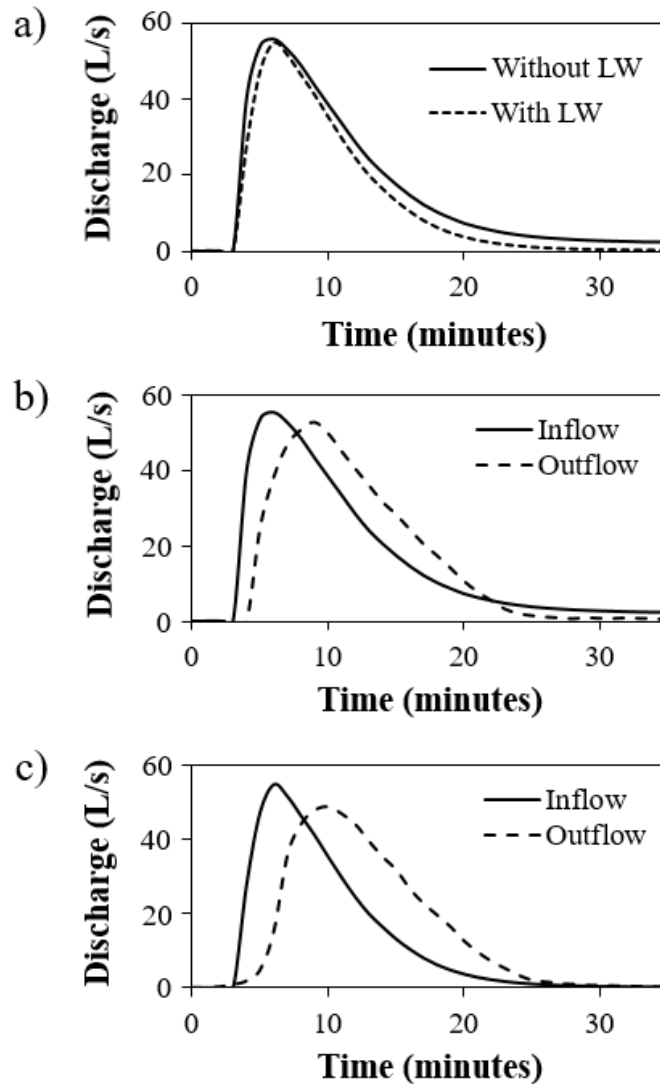 a)
Discharge (L/s)
60
40
20
0
Without LW
With LW
0 10 20 30
Time (minutes)
b)
Discharge (L/s)
60
40
20
0
Inflow
Outflow
0 10 20 30
Time (minutes)
c)
Discharge (L/s)
60
40
20
0
Inflow
Outflow
0 10 20 30
Time (minutes)